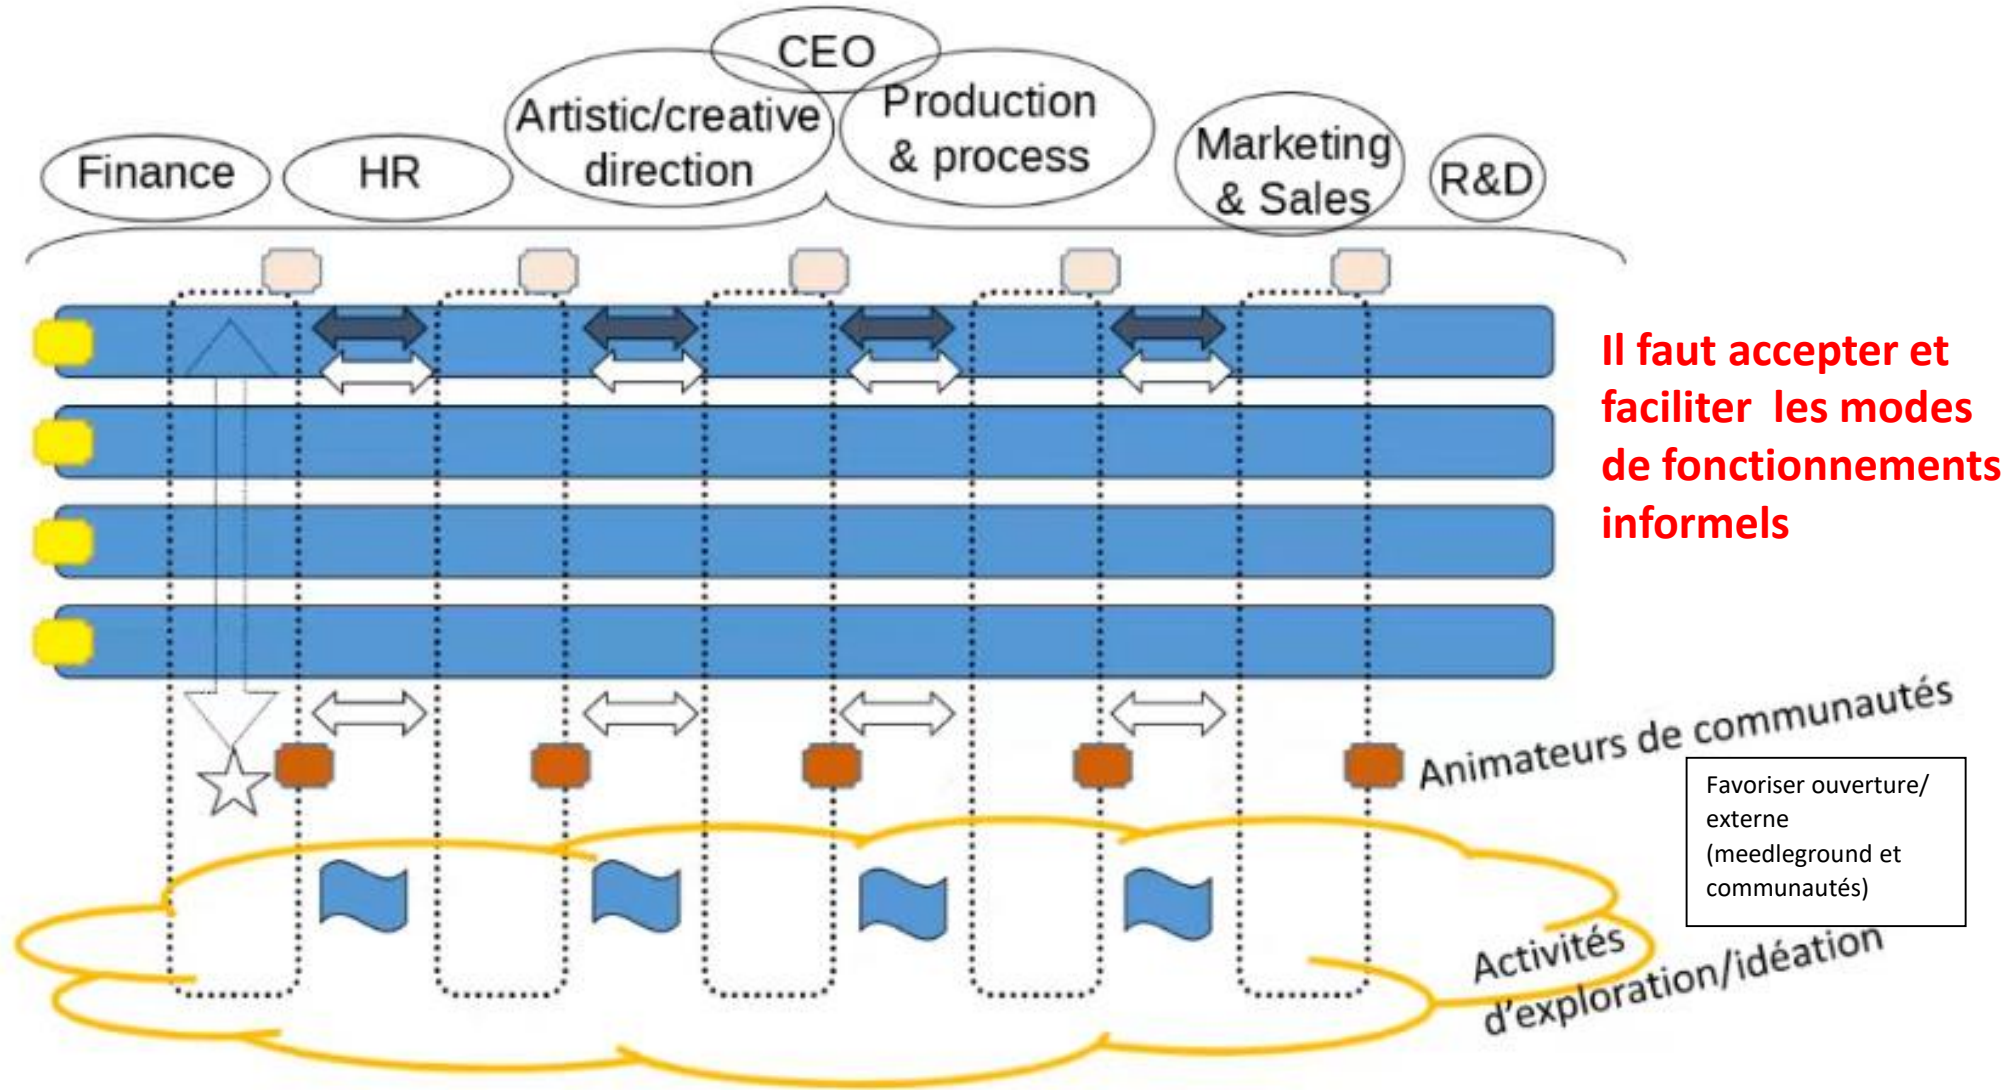 CEO
Artistic/creative
direction
Production
& process
Finance
HR
Marketing
& Sales
R&D
Il faut accepter et
faciliter les modes
de fonctionnements
informels
Animateurs de communautés
Favoriser ouverture/
externe
(meedleground et
communautés)
Activités
d'exploration/idéation